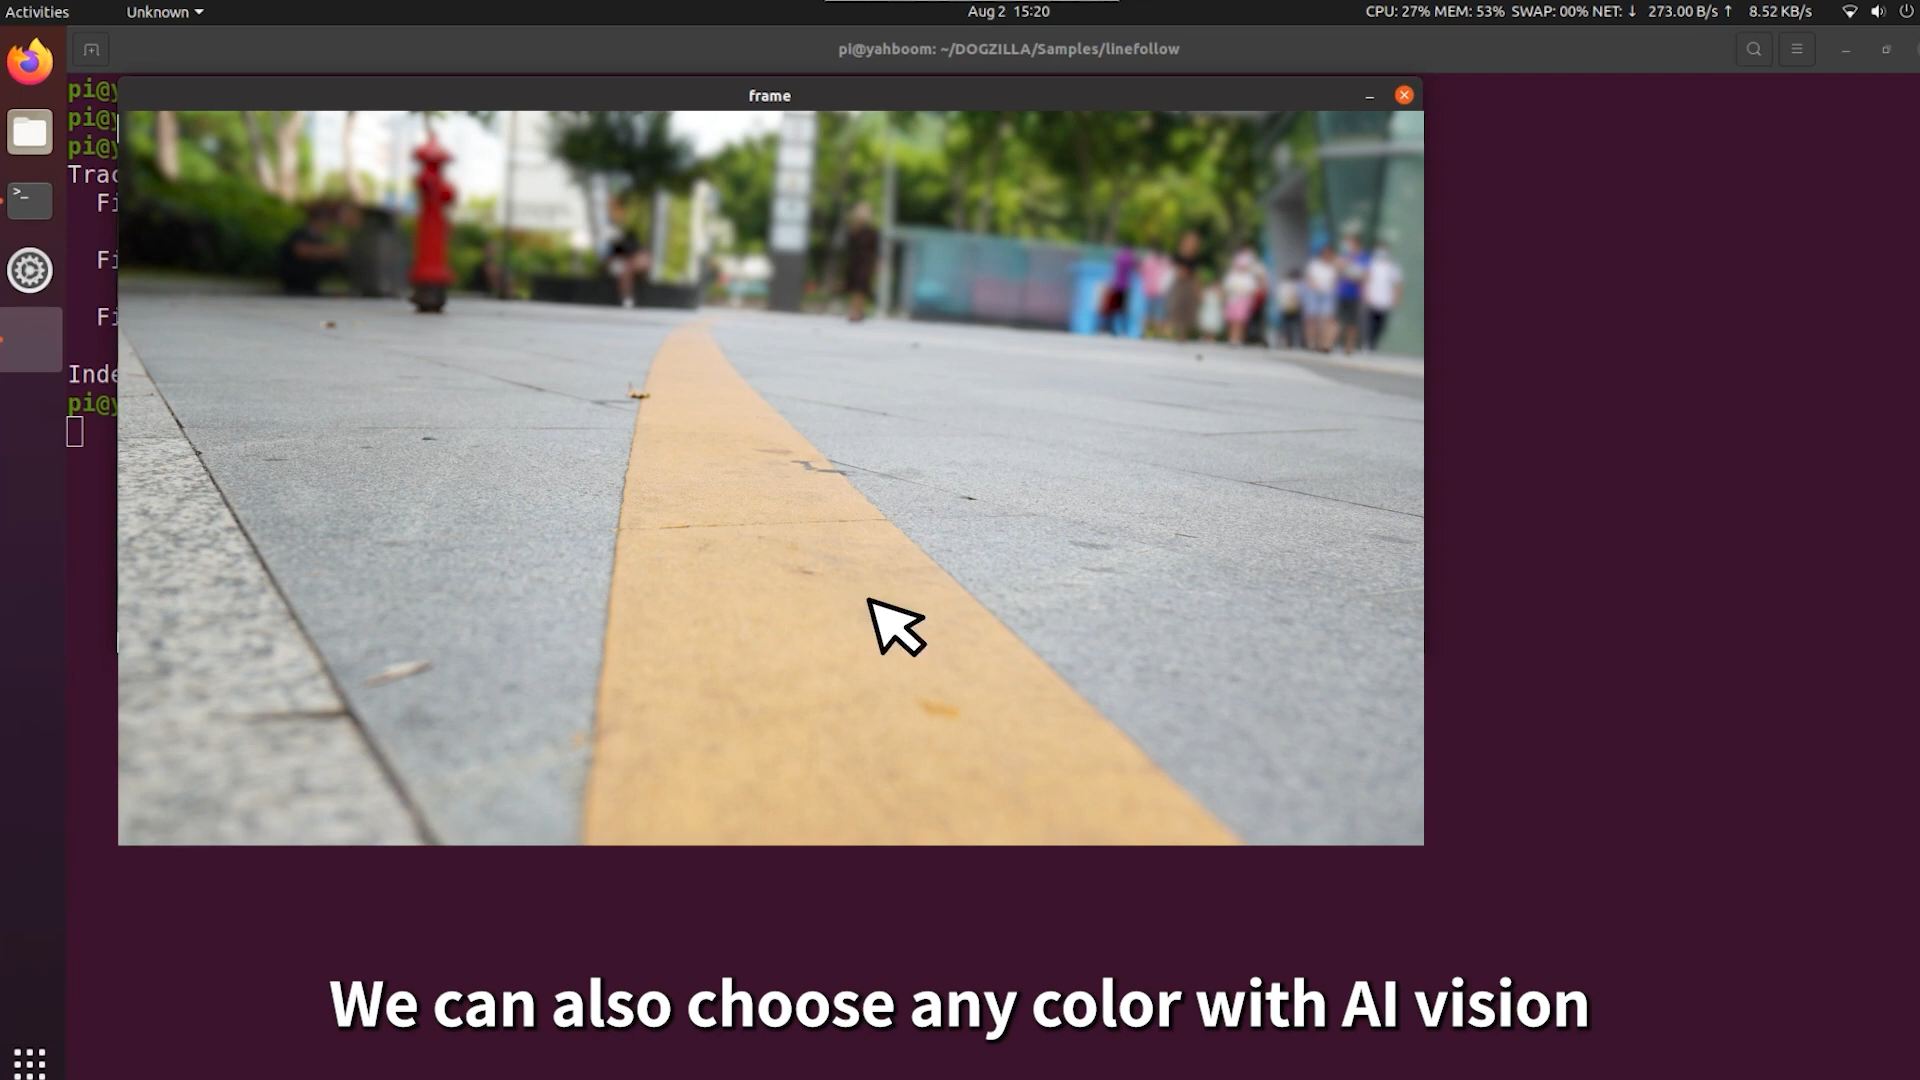 Activities
Unknown
Aug 2 15:20
CPU: 27% MEM: 53% SWAP: 00% NET: ↓ 273.00 B/s ↑ 8.52 KB/s
pi@yahboom: ~/DOGZILLA/Samples/linefollow
frame
pi@
pi@
pi@
Trac
Fi
Fi
Fi
Inde
pi@
We can also choose any color with AI vision